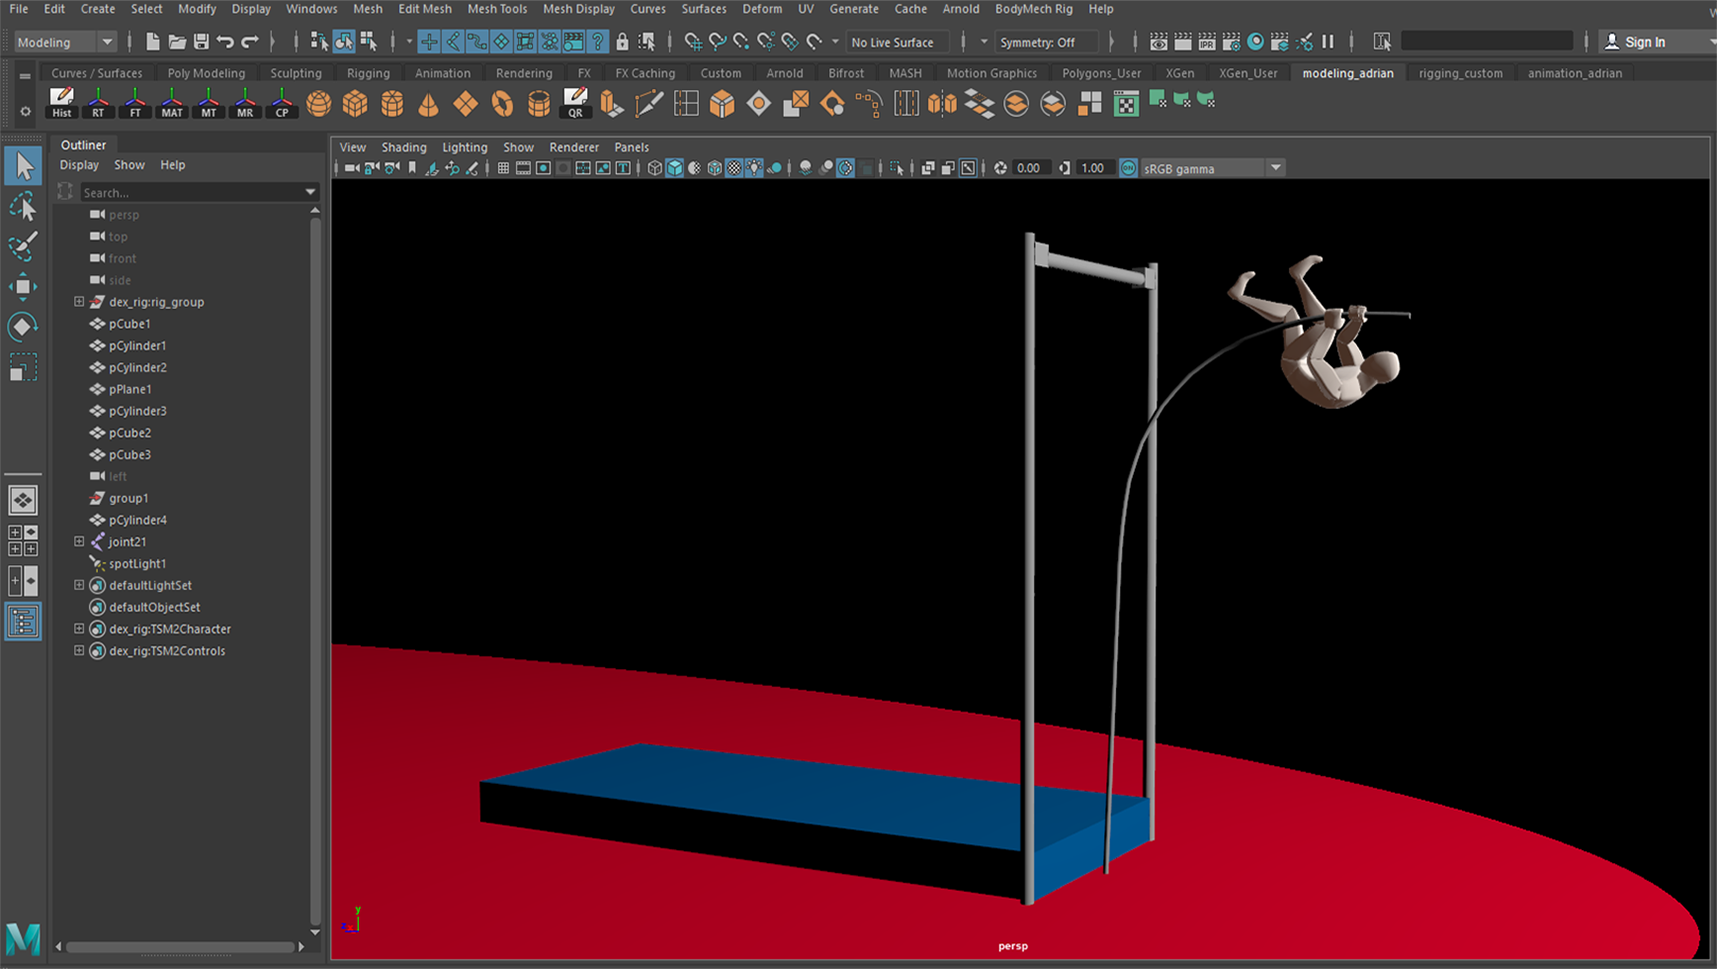 File Edit Create Select Modify Display Windows Mesh Edit Mesh Mesh Tools Mesh Display Curves Surfaces Deform UV Generate Cache Arnold BodyMech Rig Help
Modeling No Live Surface Symmetry: Off Sign In
Curves / Surfaces Poly Modeling Sculpting Rigging Animation Rendering FX FX Caching Custom Arnold Bifrost MASH Motion Graphics Polygons_User XGen XGen_User modeling_adrian rigging_custom animation_adrian
Hist RT FT MAT MT MR CP QR
Outliner
Display Show Help
Search...
persp
top
front
side
dex_rig:rig_group
pCube1
pCylinder1
pCylinder2
pPlane1
pCylinder3
pCube2
pCube3
left
group1
pCylinder4
joint21
spotLight1
defaultLightSet
defaultObjectSet
dex_rig:TSM2Character
dex_rig:TSM2Controls
View Shading Lighting Show Renderer Panels
0.00 1.00 sRGB gamma
y
z
persp
M